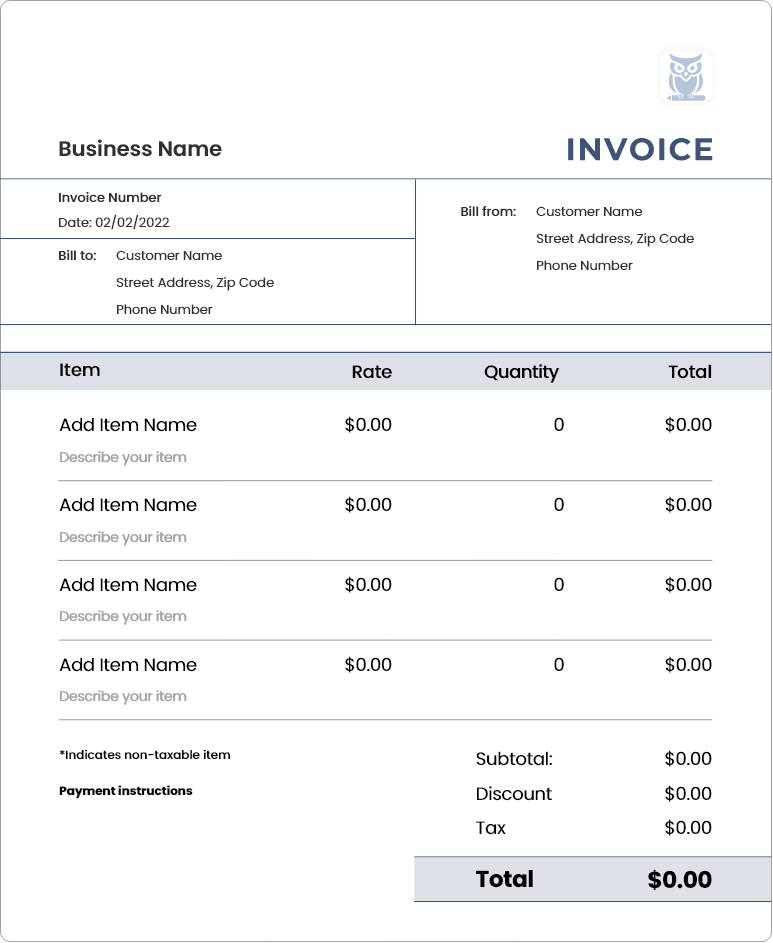 Business Name
INVOICE
Invoice Number
Date: 02/02/2022
Bill to: Customer Name
Street Address, Zip Code
Phone Number
Bill from: Customer Name
Street Address, Zip Code
Phone Number
Item Rate Quantity Total
Add Item Name $0.00 0 $0.00
Describe your item
Add Item Name $0.00 0 $0.00
Describe your item
Add Item Name $0.00 0 $0.00
Describe your item
Add Item Name $0.00 0 $0.00
Describe your item
*Indicates non-taxable item
Payment instructions
Subtotal: $0.00
Discount $0.00
Tax $0.00
Total $0.00